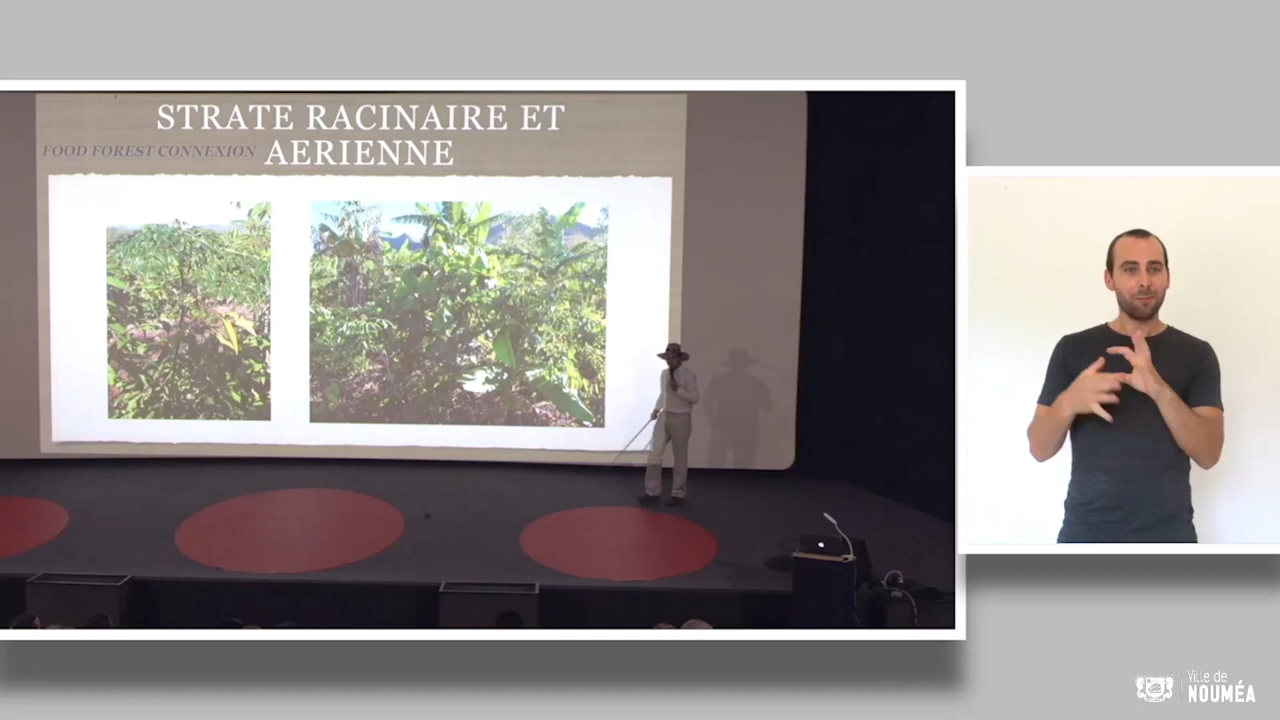 STRATE RACINAIRE ET
FOOD FOREST CONNEXION
AERIENNE
Ville de
NOUMÉA